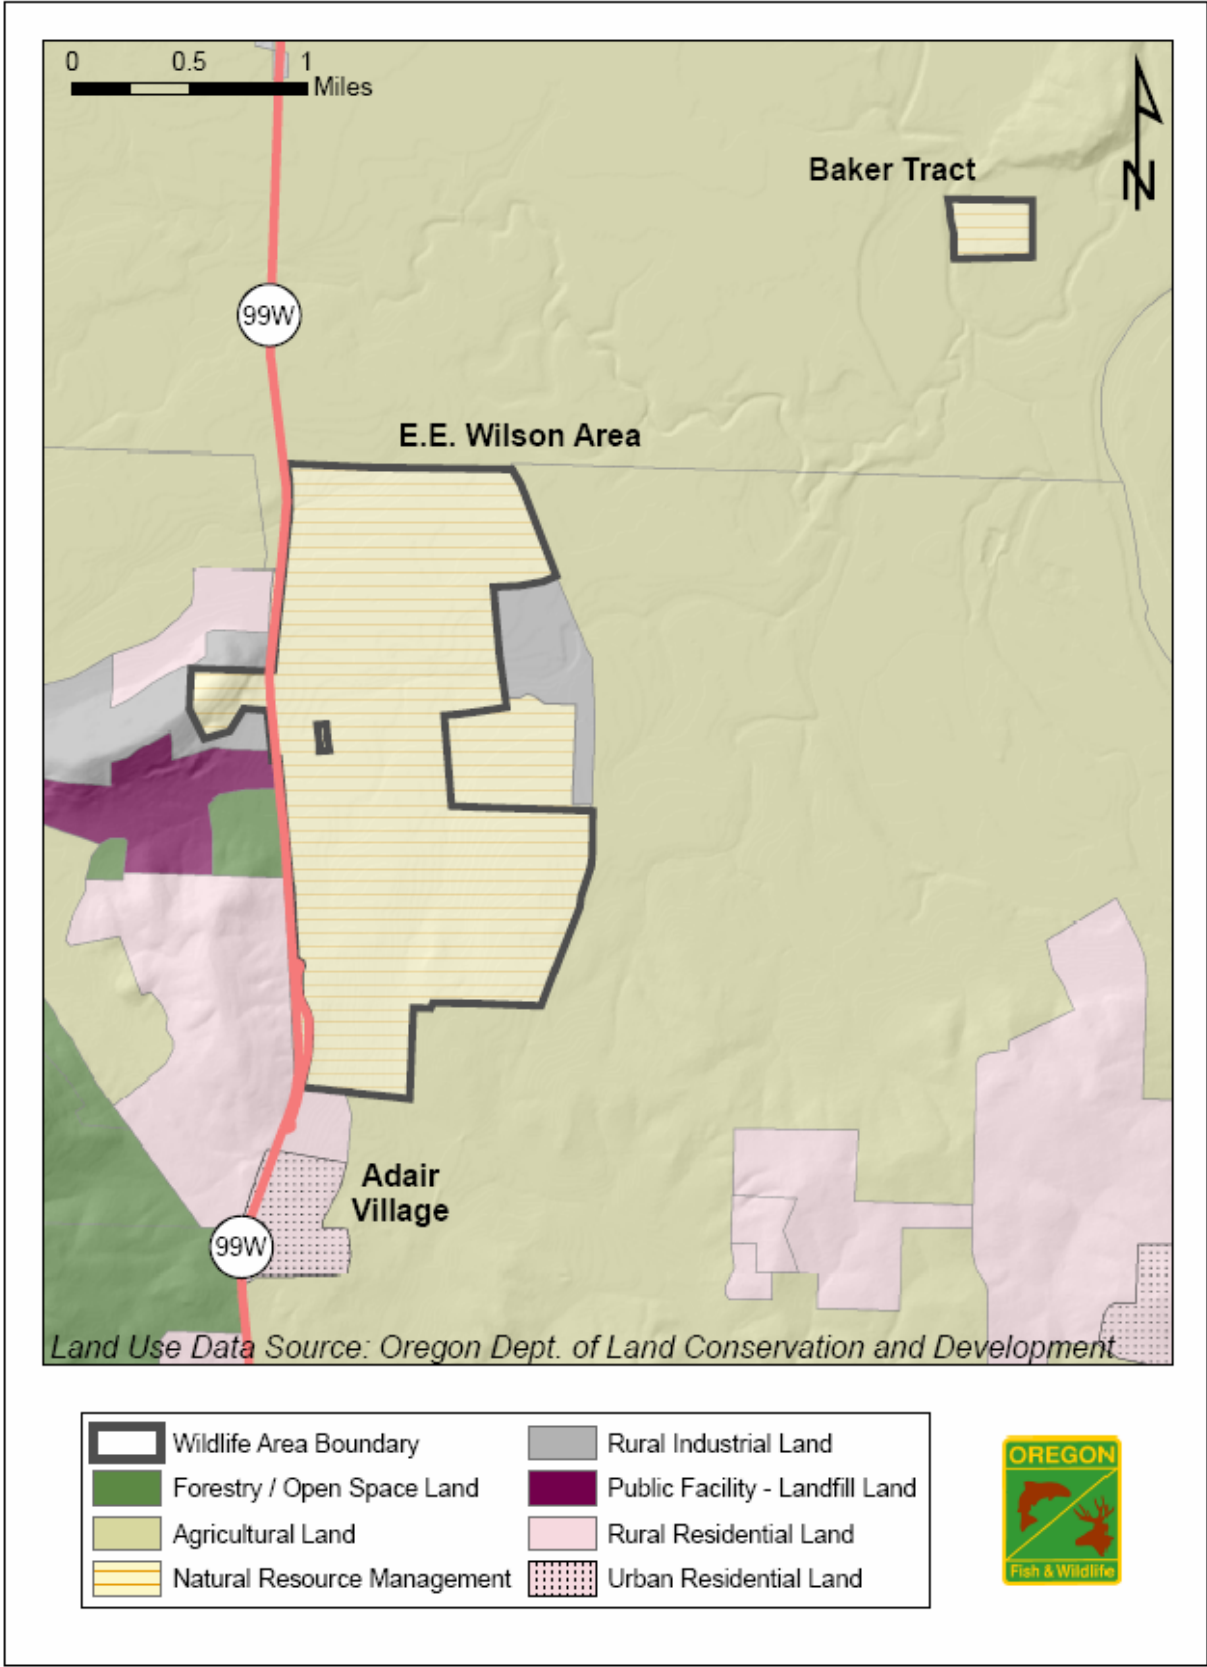 0 0.5 1
Miles
N
Baker Tract
99W
E.E. Wilson Area
Adair
Village
99W
Land Use Data Source: Oregon Dept. of Land Conservation and Development
Wildlife Area Boundary
Forestry / Open Space Land
Agricultural Land
Natural Resource Management
Rural Industrial Land
Public Facility - Landfill Land
Rural Residential Land
Urban Residential Land
OREGON
Fish & Wildlife